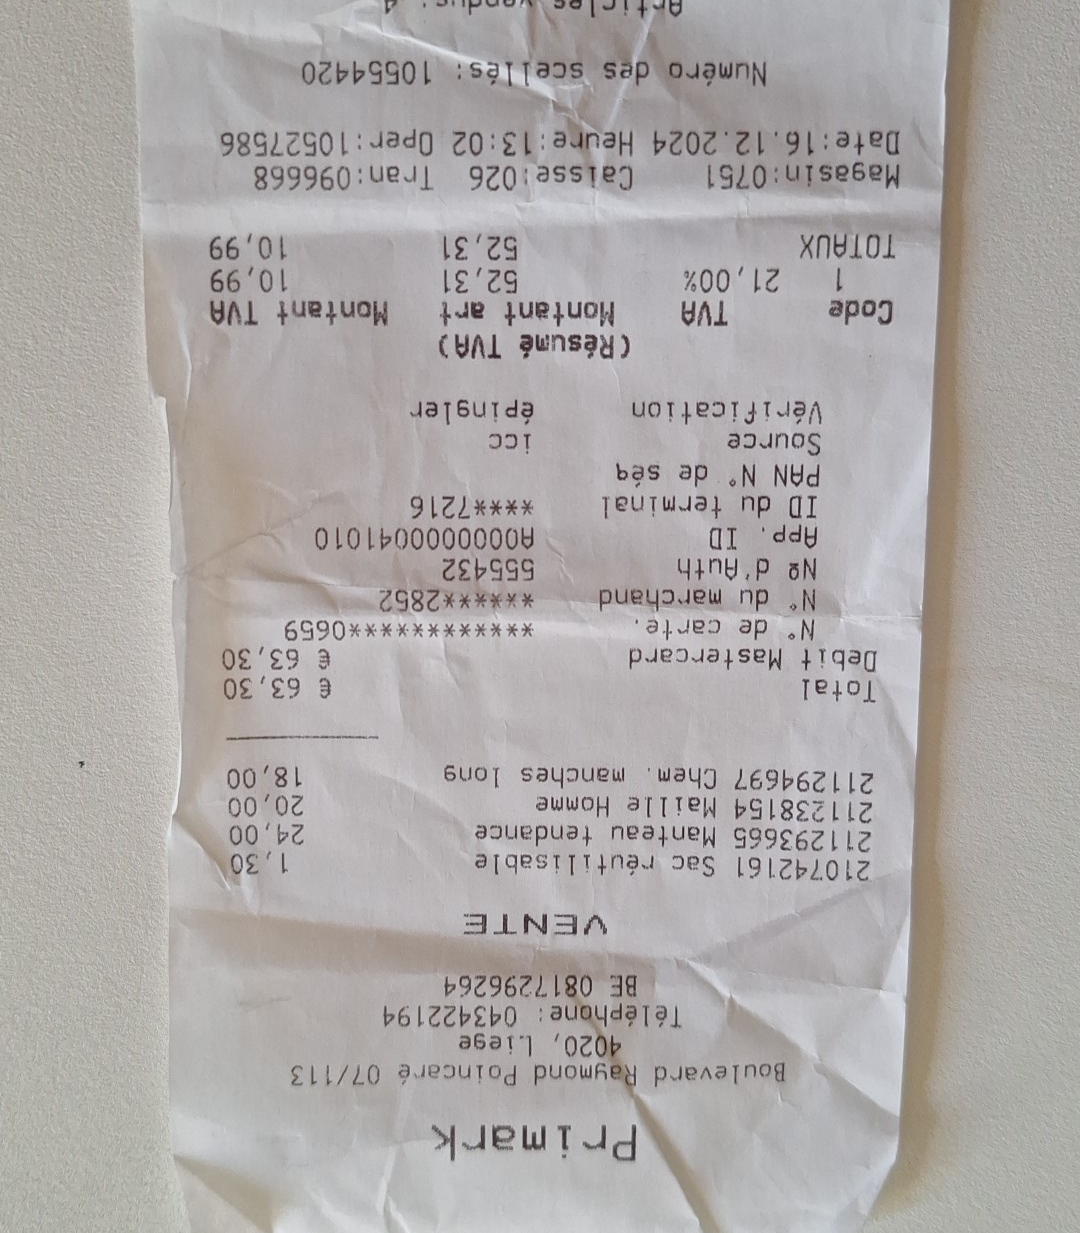 Primark
Boulevard Raymond Poincaré 07/113
4020, Liege
Téléphone: 043422194
BE 0817296264
VENTE
210742161 Sac réutilisable 1,30
211293665 Manteau tendance 24,00
211238154 Maille Homme 20,00
211294697 Chem. manches long 18,00
Total € 63,30
Debit Mastercard € 63,30
N° de carte. ************0659
N° du marchand ******2852
Nº d'Auth 555432
App. ID A0000000041010
ID du terminal ****7216
PAN N° de séq
Source icc
Vérification épingler
(Résumé TVA)
Code TVA Montant art Montant TVA
1 21,00% 52,31 10,99
TOTAUX 52,31 10,99
Magasin:0751 Caisse:026 Tran:096668
Date:16.12.2024 Heure:13:02 Oper:10527586
Numéro des scellés: 10554420
Articles vendus: 4